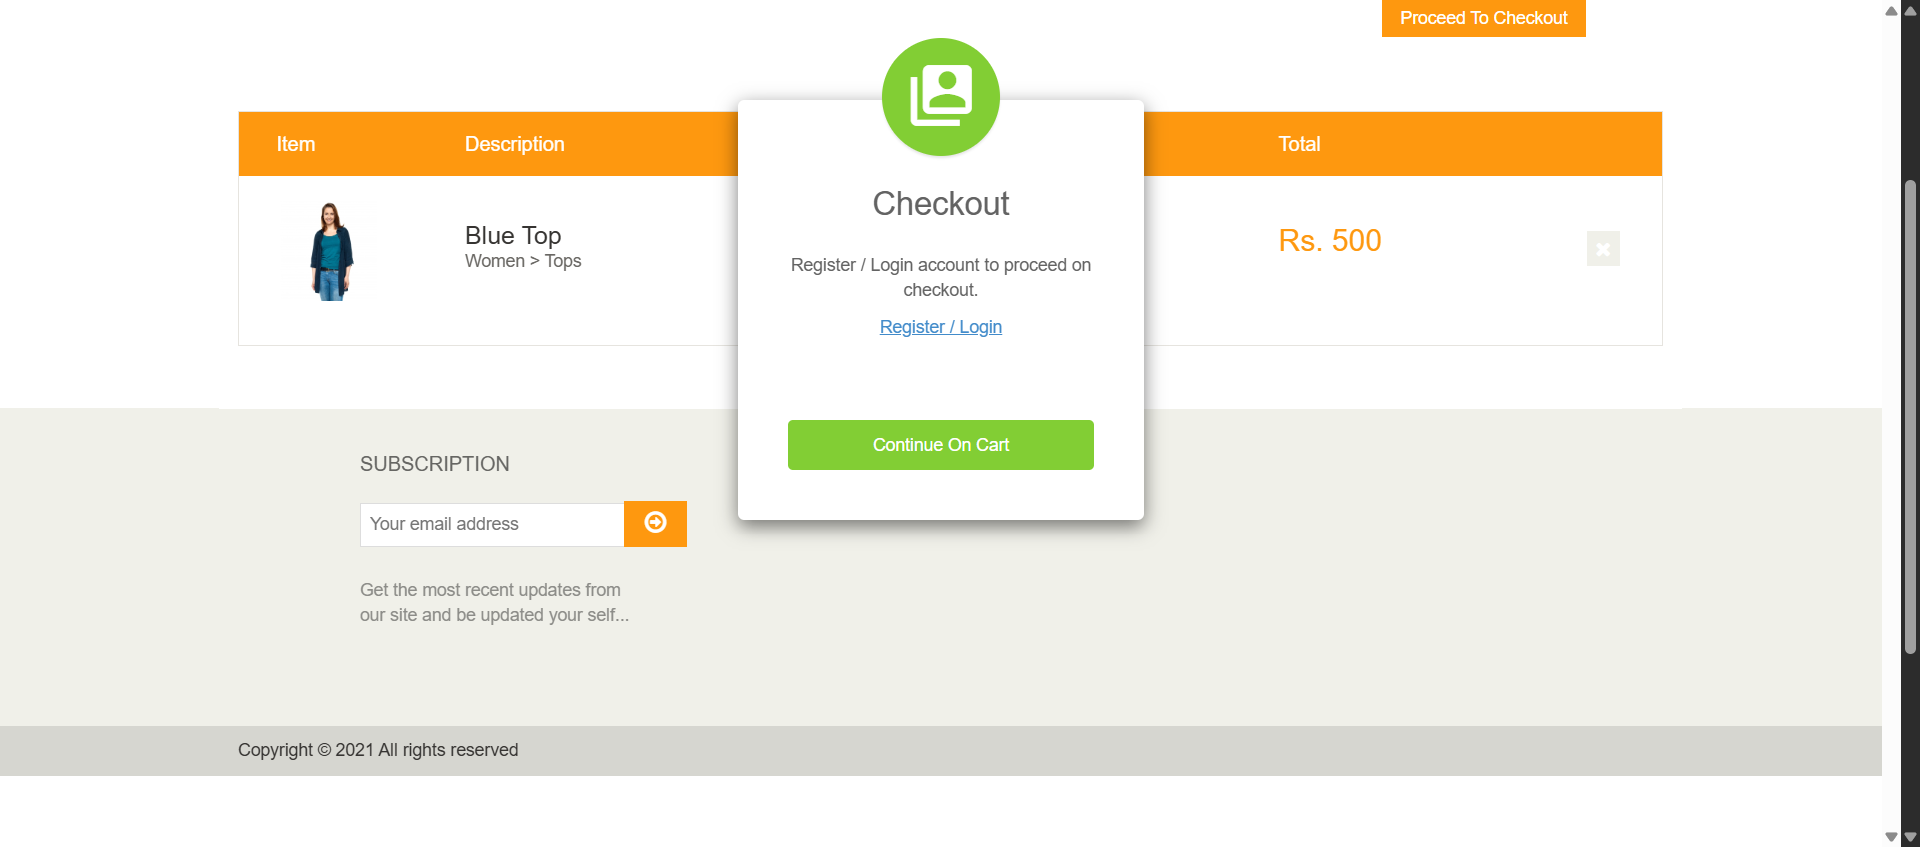 Proceed To Checkout
Item
Description
Total
Checkout
Blue Top
Women > Tops
Rs. 500
Register / Login account to proceed on
checkout.
Register / Login
Continue On Cart
SUBSCRIPTION
Your email address
Get the most recent updates from
our site and be updated your self...
Copyright © 2021 All rights reserved